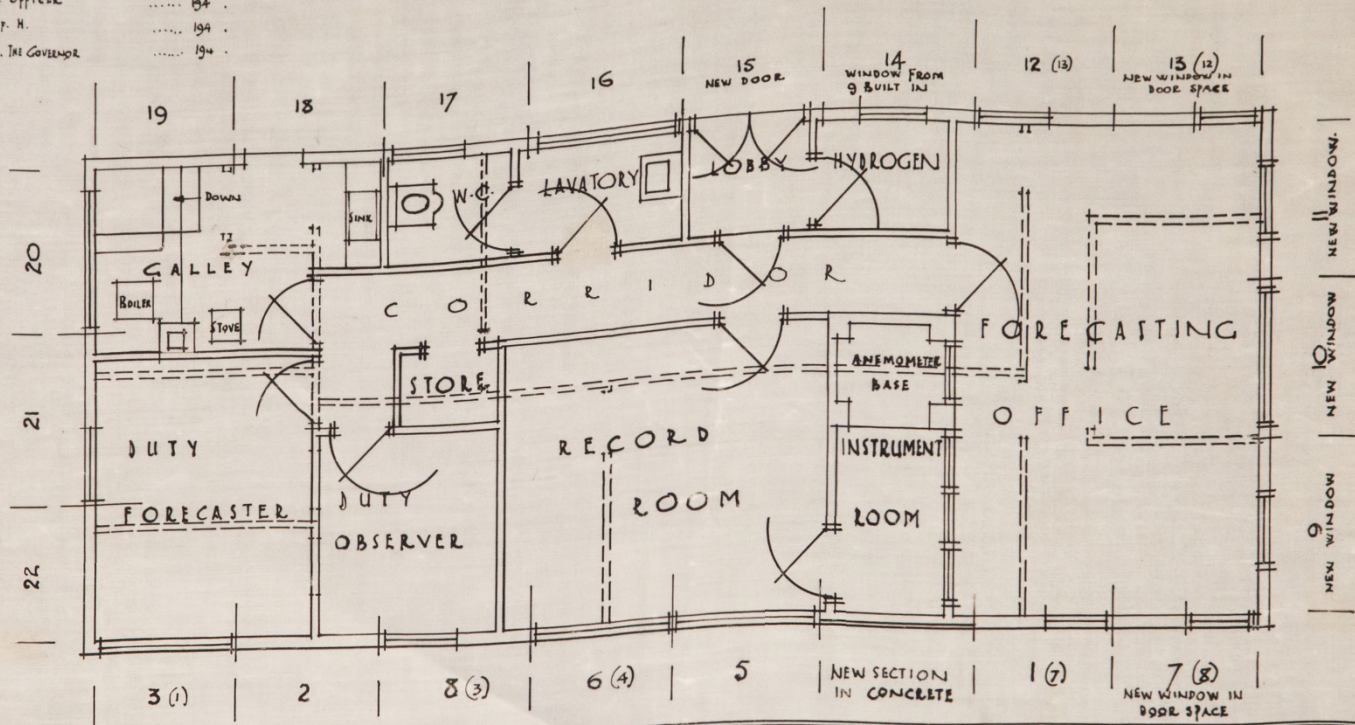 OFFICER ...... 194 .
F. M. ...... 194 .
. THE GOVERNOR ...... 194 .
19
18
17
16
15
NEW DOOR
14
WINDOW FROM
9 BUILT IN
12 (13)
13 (12)
NEW WINDOW IN
DOOR SPACE
DOWN
SINK
W.C.
LAVATORY
LOBBY
HYDROGEN
T2
T1
GALLEY
BOILER
STOVE
CORRIDOR
STORE
FORECASTING
OFFICE
ANEMOMETER
BASE
INSTRUMENT
ROOM
RECORD
ROOM
DUTY
FORECASTER
DUTY
OBSERVER
20
21
22
11
NEW WINDOW.
10
NEW WINDOW
9
NEW WINDOW
3 (1)
2
8 (3)
6 (4)
5
NEW SECTION
IN CONCRETE
1 (7)
7 (8)
NEW WINDOW IN
DOOR SPACE